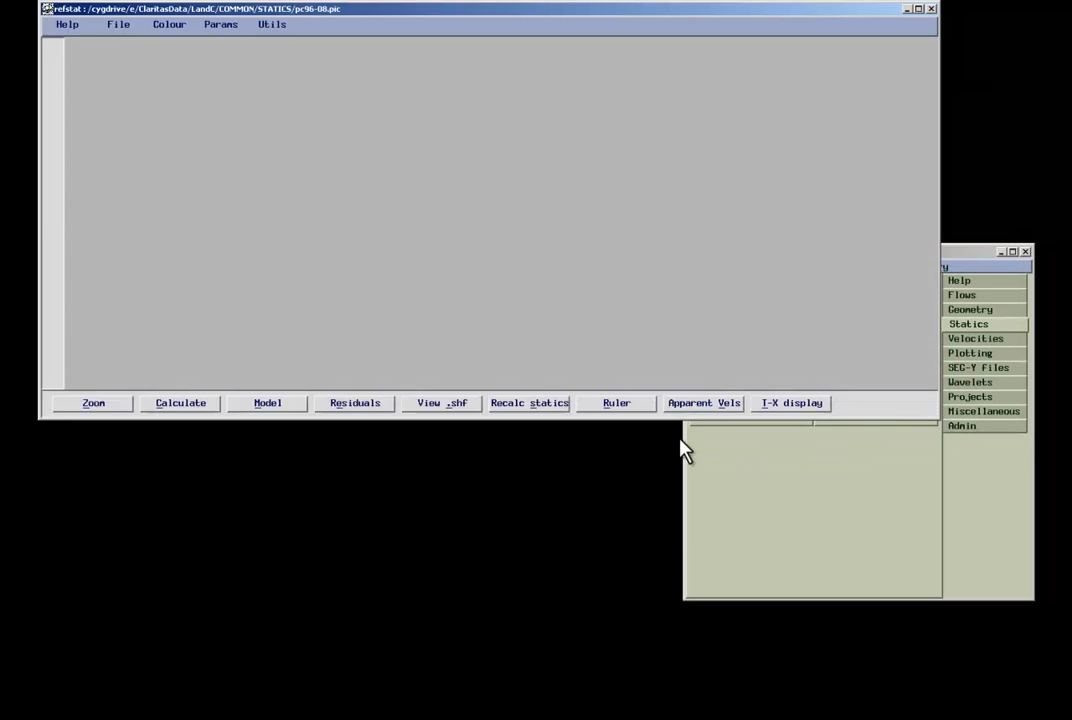 refstat :/cygdrive/e/ClaritasData/LandC/COMMON/STATICS/pc96-08.pic
Help File Colour Params Utils
Zoom Calculate Model Residuals View .shf Recalc statics Ruler Apparent Vels T-X display
Help
Flows
Geometry
Statics
Velocities
Plotting
SEG-Y Files
Wavelets
Projects
Miscellaneous
Admin